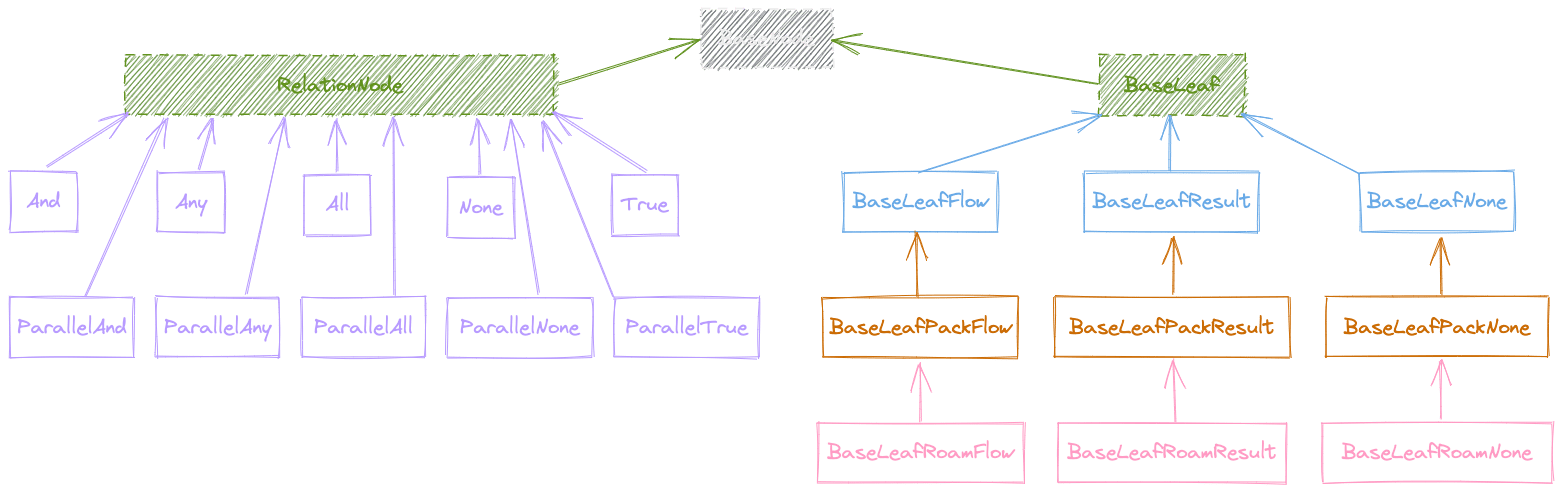 RelationNode
BaseLeaf
And
Any
All
None
True
BaseLeafFlow
BaseLeafResult
BaseLeafNone
ParallelAnd
ParallelAny
ParallelAll
ParallelNone
ParallelTrue
BaseLeafPackFlow
BaseLeafPackResult
BaseLeafPackNone
BaseLeafRoamFlow
BaseLeafRoamResult
BaseLeafRoamNone